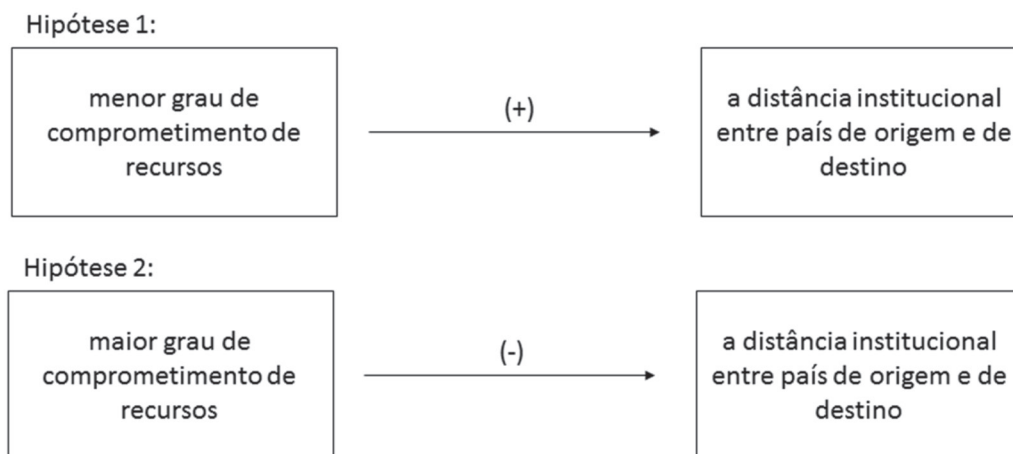 Hipótese 1:
menor grau de
comprometimento de
recursos
(+)
a distância institucional
entre país de origem e de
destino
Hipótese 2:
maior grau de
comprometimento de
recursos
(-)
a distância institucional
entre país de origem e de
destino